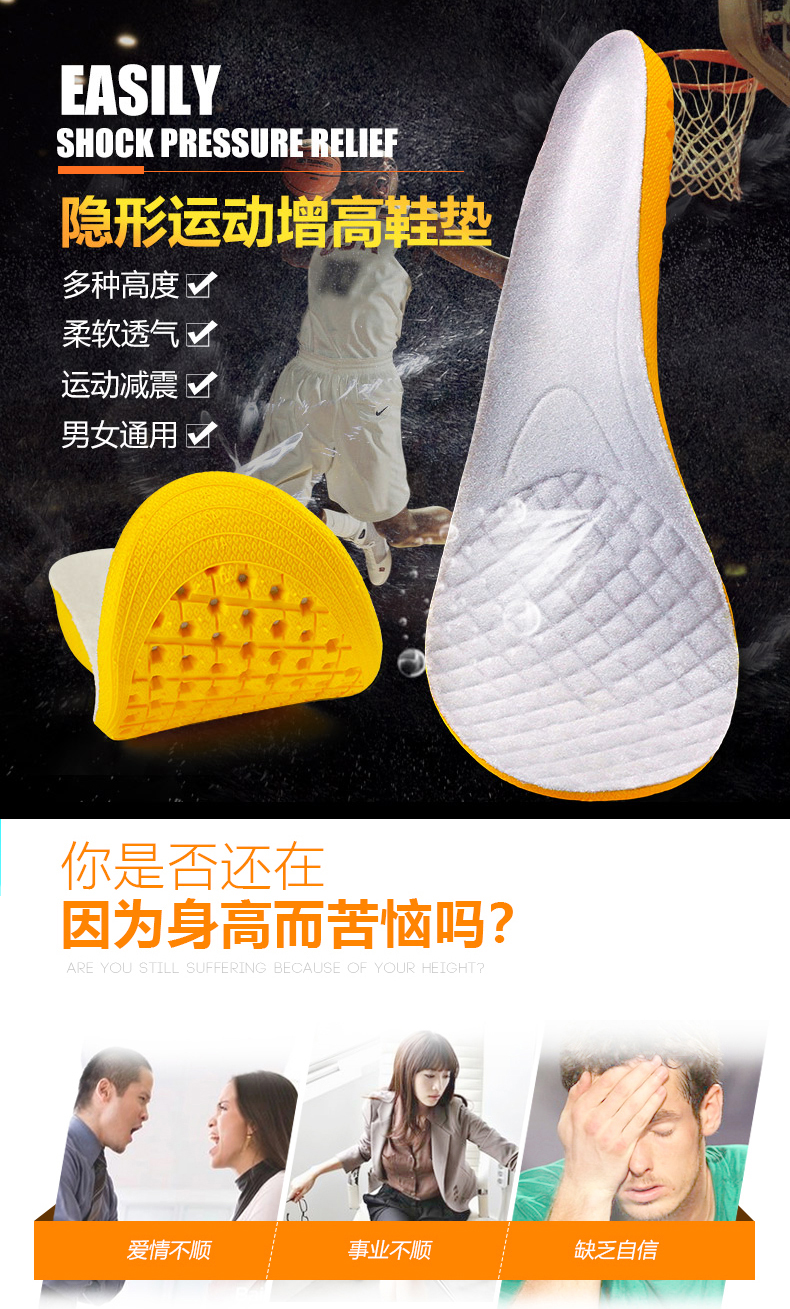 EASILY
SHOCK PRESSURE RELIEF
隐形运动增高鞋垫
多种高度
柔软透气
运动减震
男女通用
你是否还在
因为身高而苦恼吗?
ARE YOU STILL SUFFERING BECAUSE OF YOUR HEIGHT?
爱情不顺 事业不顺 缺乏自信